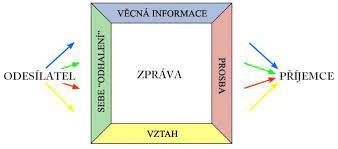 VĚCNÁ INFORMACE
ODESÍLATEL
SEBE "ODHALENÍ"
ZPRÁVA
PROSBA
PŘÍJEMCE
VZTAH